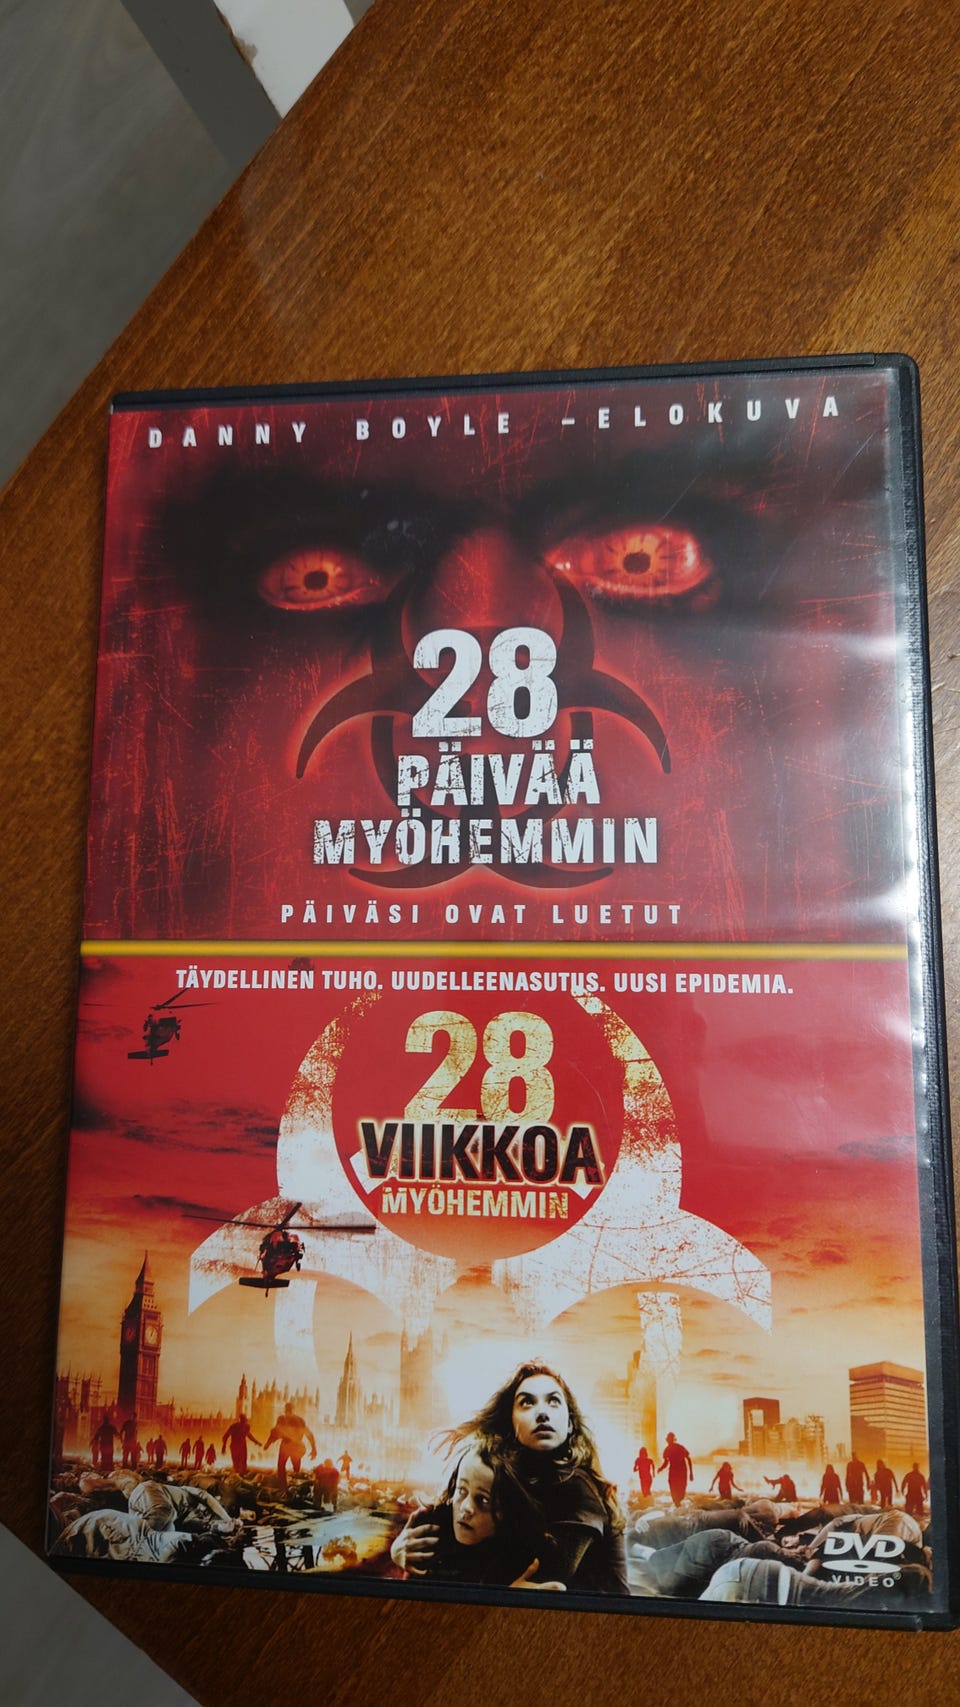 DANNY BOYLE -ELOKUVA
28
PÄIVÄÄ
MYÖHEMMIN
PÄIVÄSI OVAT LUETUT
TÄYDELLINEN TUHO. UUDELLEENASUTUS. UUSI EPIDEMIA.
28
VIIKKOA
MYÖHEMMIN
DVD
VIDEO®